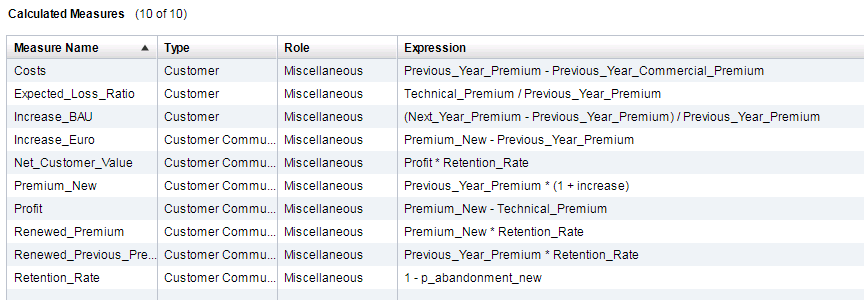 Calculated Measures (10 of 10)
Measure Name Type Role Expression
Costs Customer Miscellaneous Previous_Year_Premium - Previous_Year_Commercial_Premium
Expected_Loss_Ratio Customer Miscellaneous Technical_Premium / Previous_Year_Premium
Increase_BAU Customer Miscellaneous (Next_Year_Premium - Previous_Year_Premium) / Previous_Year_Premium
Increase_Euro Customer Commu... Miscellaneous Premium_New - Previous_Year_Premium
Net_Customer_Value Customer Commu... Miscellaneous Profit * Retention_Rate
Premium_New Customer Commu... Miscellaneous Previous_Year_Premium * (1 + increase)
Profit Customer Commu... Miscellaneous Premium_New - Technical_Premium
Renewed_Premium Customer Commu... Miscellaneous Premium_New * Retention_Rate
Renewed_Previous_Pre... Customer Commu... Miscellaneous Previous_Year_Premium * Retention_Rate
Retention_Rate Customer Commu... Miscellaneous 1 - p_abandonment_new